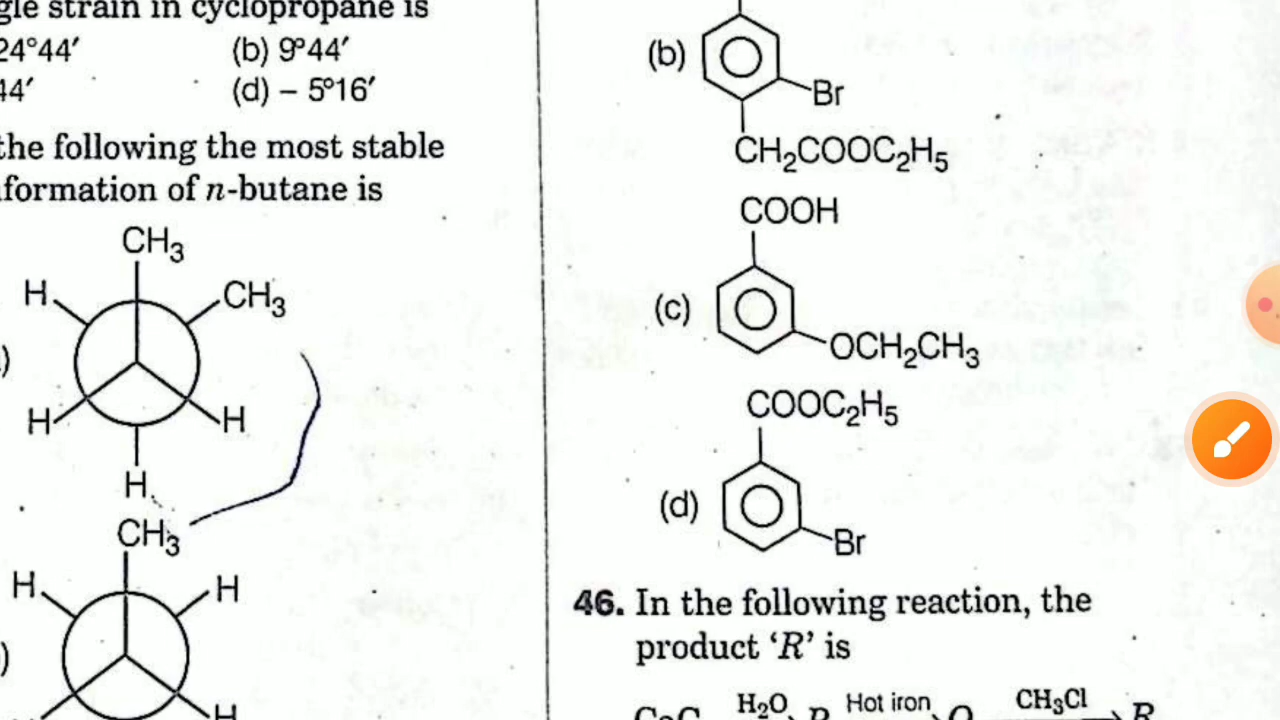 gle strain in cyclopropane is
24°44′ (b) 9°44′
44′ (d) – 5°16′
the following the most stable
formation of n-butane is
CH3
H CH3
)
H H
H
CH3
H H
)
H
(b)
Br
CH2COOC2H5
COOH
(c)
OCH2CH3
COOC2H5
(d)
Br
46. In the following reaction, the
product ‘R’ is
CaC H2O P Hot iron Q CH3Cl R